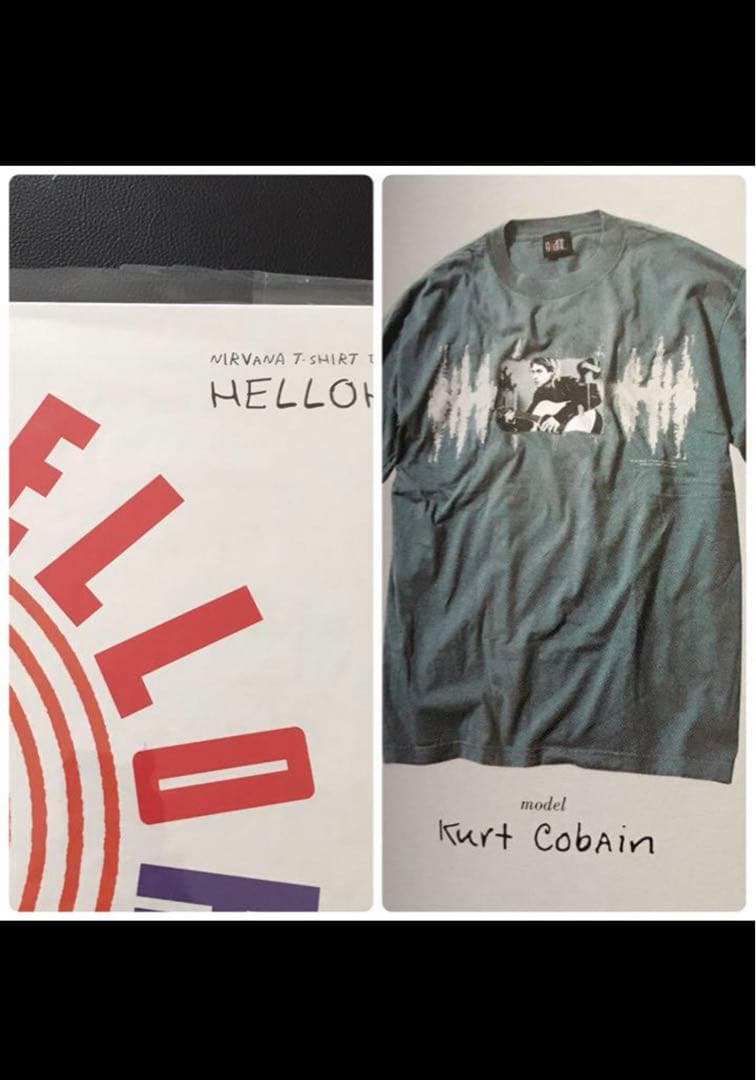 NIRVANA T-SHIRT
HELLOH
ELLO
model
Kurt Cobain